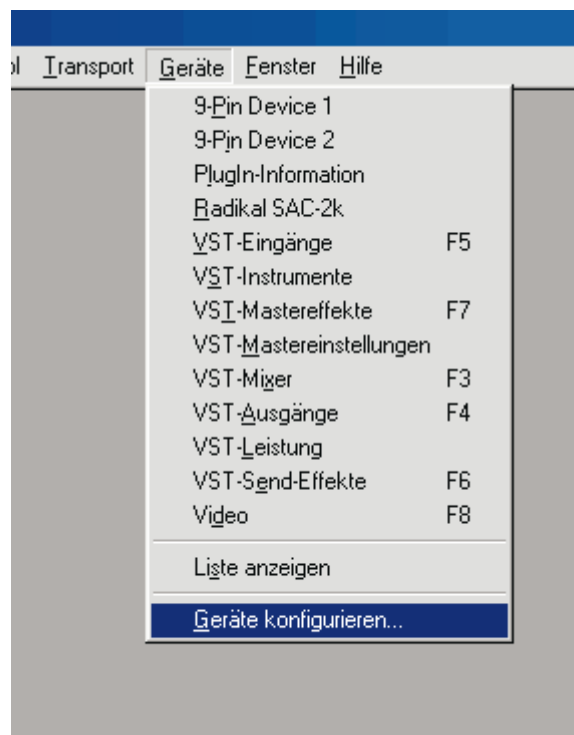 ol Transport Geräte Fenster Hilfe
9-Pin Device 1
9-Pin Device 2
PlugIn-Information
Radikal SAC-2k
VST-Eingänge F5
VST-Instrumente
VST-Mastereffekte F7
VST-Mastereinstellungen
VST-Mixer F3
VST-Ausgänge F4
VST-Leistung
VST-Send-Effekte F6
Video F8
Liste anzeigen
Geräte konfigurieren...